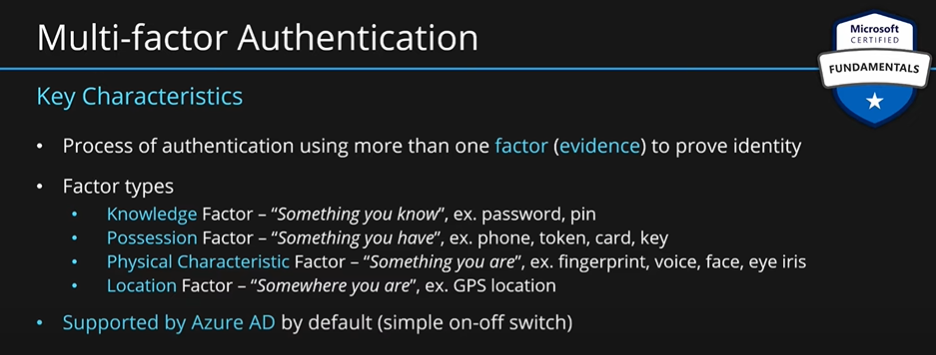 Multi-factor Authentication
Microsoft
CERTIFIED
FUNDAMENTALS
Key Characteristics
• Process of authentication using more than one factor (evidence) to prove identity
• Factor types
• Knowledge Factor – “Something you know”, ex. password, pin
• Possession Factor – “Something you have”, ex. phone, token, card, key
• Physical Characteristic Factor – “Something you are”, ex. fingerprint, voice, face, eye iris
• Location Factor – “Somewhere you are”, ex. GPS location
• Supported by Azure AD by default (simple on-off switch)